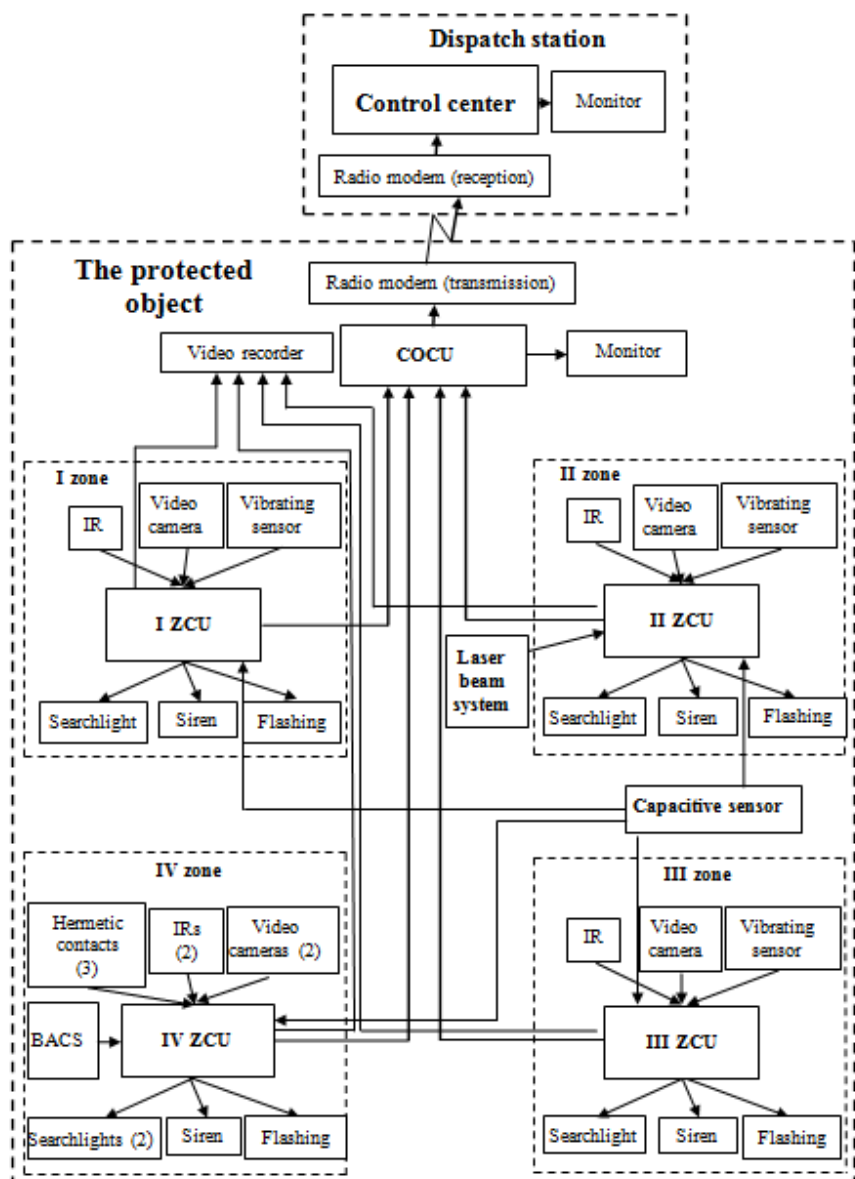 Dispatch station
Control center
Monitor
Radio modem (reception)
The protected
object
Radio modem (transmission)
Video recorder
COCU
Monitor
I zone
IR
Video
camera
Vibrating
sensor
I ZCU
Searchlight
Siren
Flashing
II zone
IR
Video
camera
Vibrating
sensor
II ZCU
Laser
beam
system
Searchlight
Siren
Flashing
Capacitive sensor
IV zone
Hermetic
contacts
(3)
IRs
(2)
Video
cameras (2)
BACS
IV ZCU
Searchlights (2)
Siren
Flashing
III zone
IR
Video
camera
Vibrating
sensor
III ZCU
Searchlight
Siren
Flashing